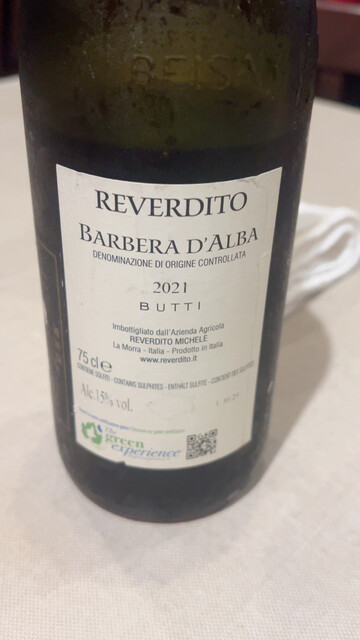 BEISA
REVERDITO
BARBERA D'ALBA
DENOMINAZIONE DI ORIGINE CONTROLLATA
2021
BUTTI
Imbottigliato dall'Azienda Agricola
REVERDITO MICHELE
La Morra - Italia - Prodotto in Italia
www.reverdito.it
75 cl e
CONTIENE SOLFITI - CONTAINS SULPHITES - ENTHÄLT SULFITE - CONTIENT DES SULFITES
Alc.15% vol.
The
green
experience